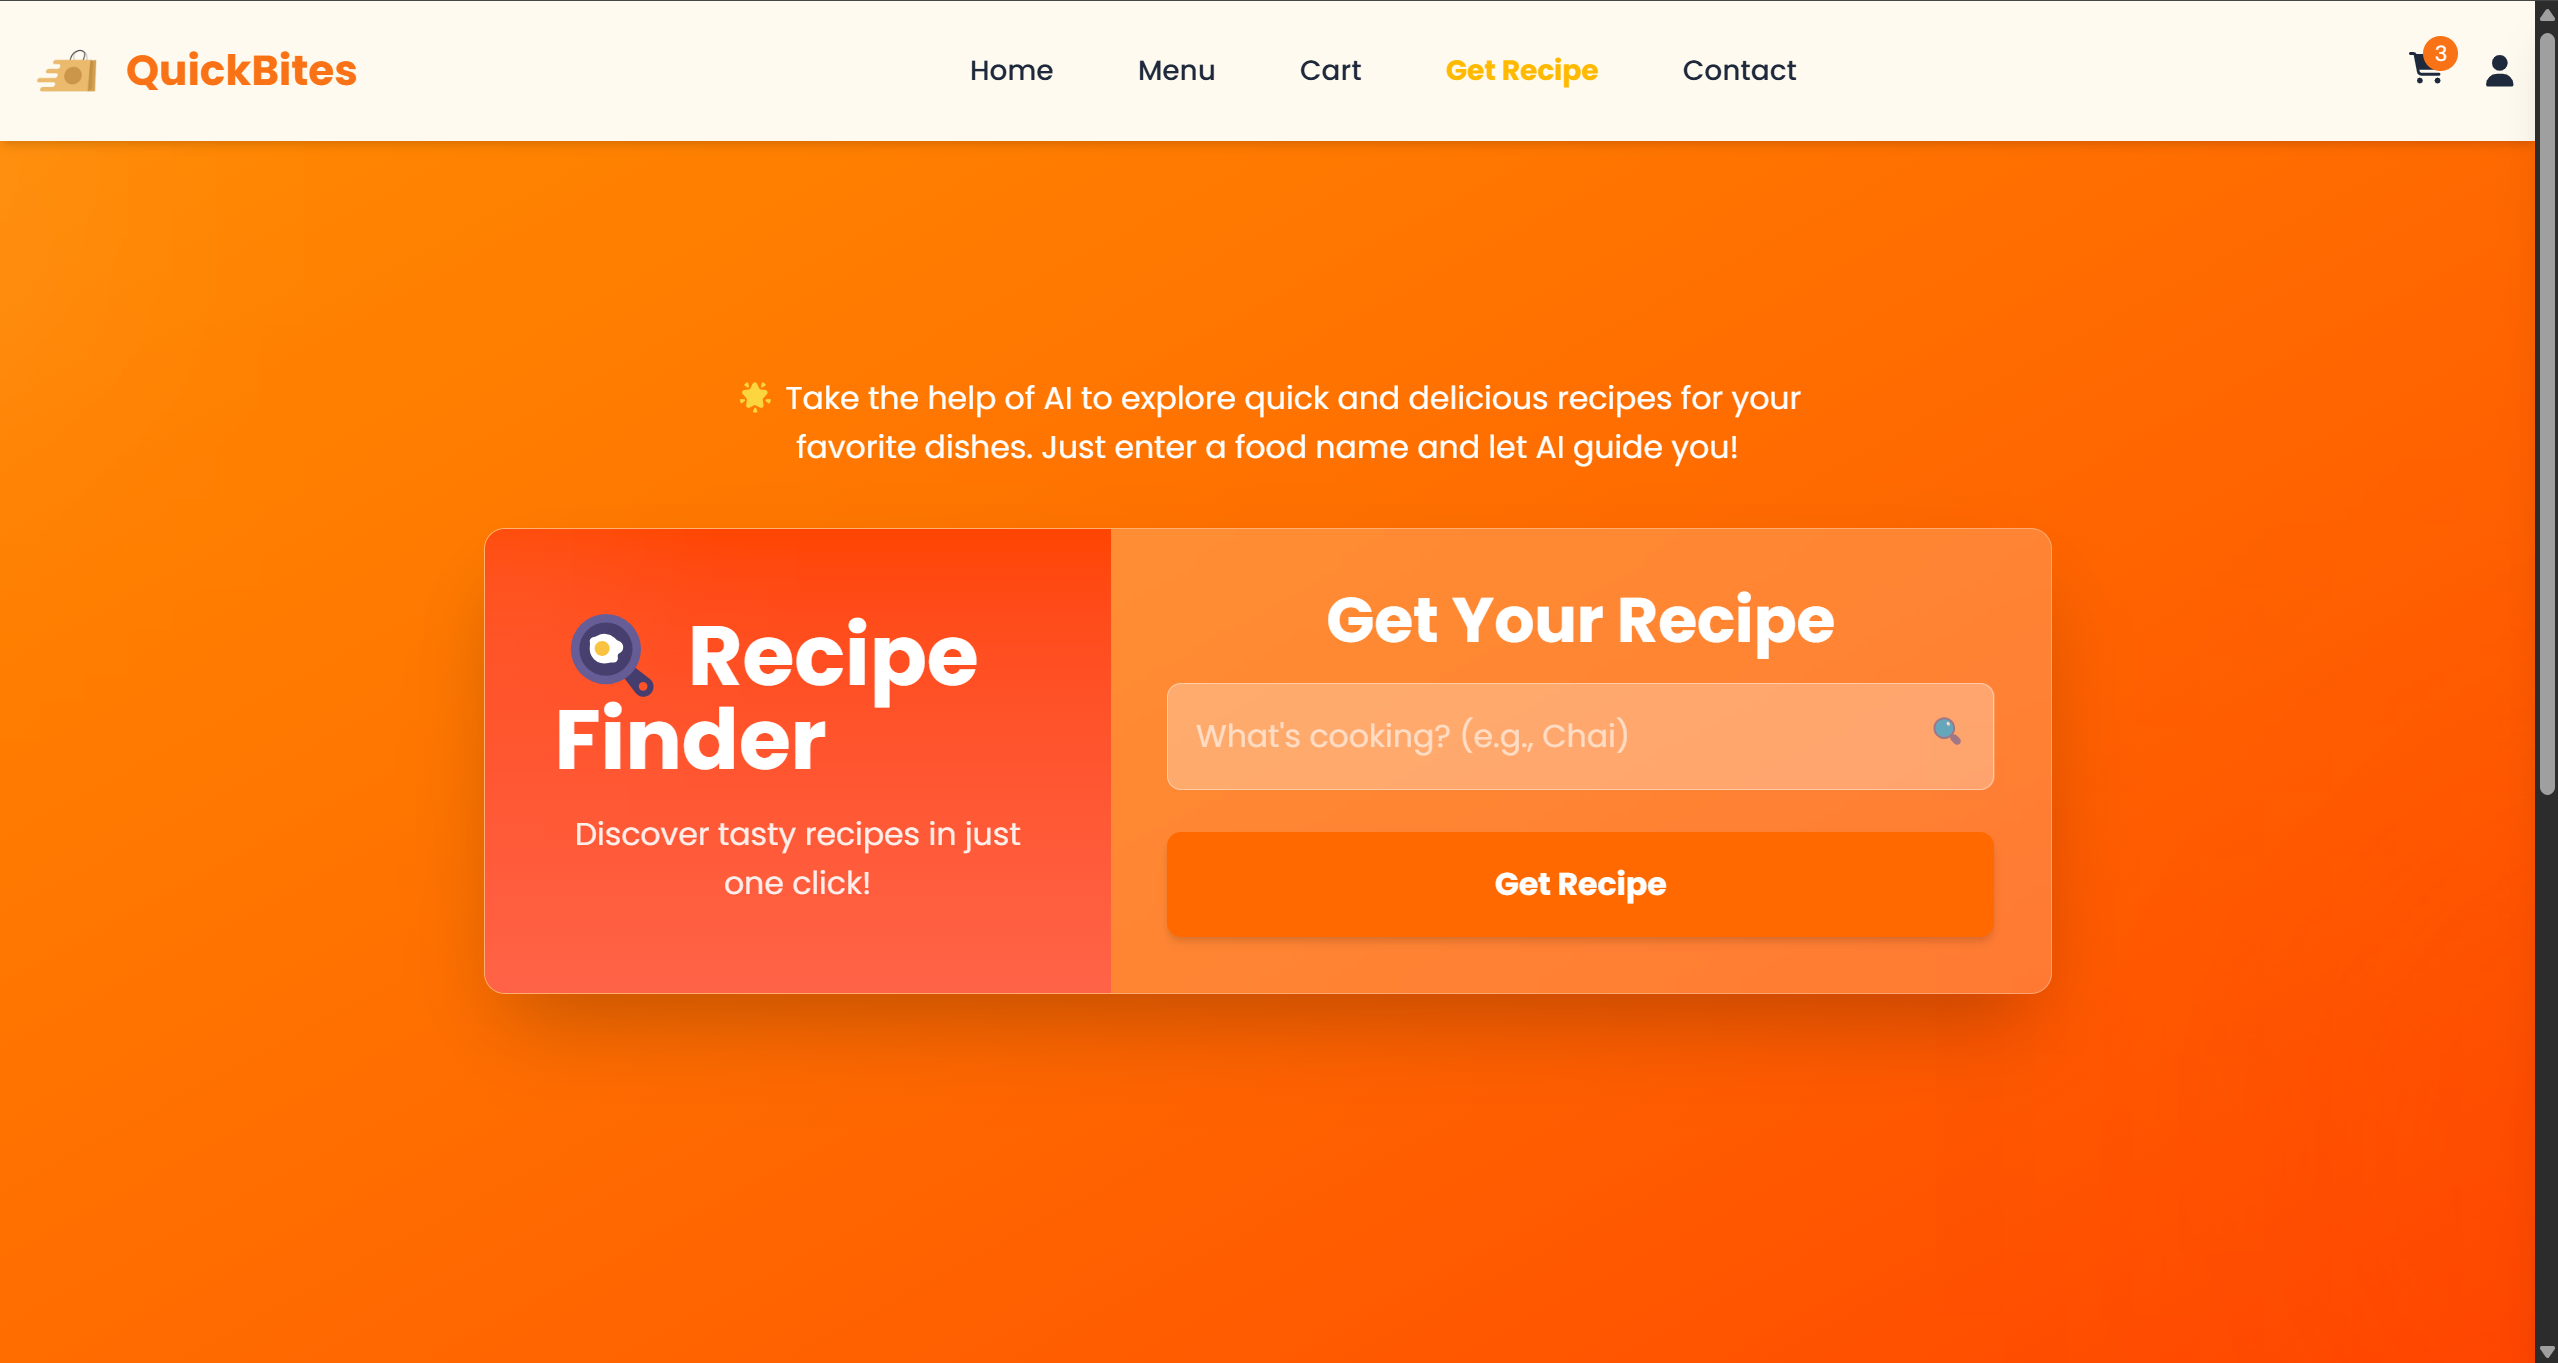 QuickBites
Home
Menu
Cart
Get Recipe
Contact
3
🌟 Take the help of AI to explore quick and delicious recipes for your
favorite dishes. Just enter a food name and let AI guide you!
🍳 Recipe
Finder
Discover tasty recipes in just
one click!
Get Your Recipe
What's cooking? (e.g., Chai)
Get Recipe